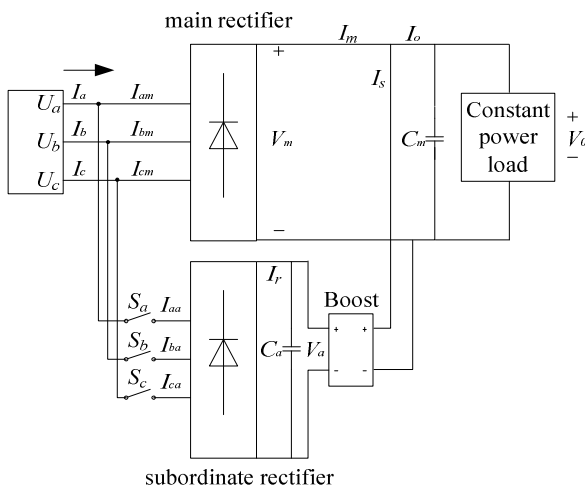 main rectifier
I_m I_o
+ I_s
I_a I_am
U_a
I_b I_bm
U_b
I_c I_cm
U_c
V_m
C_m
Constant
power
load
+
V_0
−
−
I_r
Boost
S_a I_aa
S_b I_ba
S_c I_ca
C_a V_a
+ +
- -
subordinate rectifier